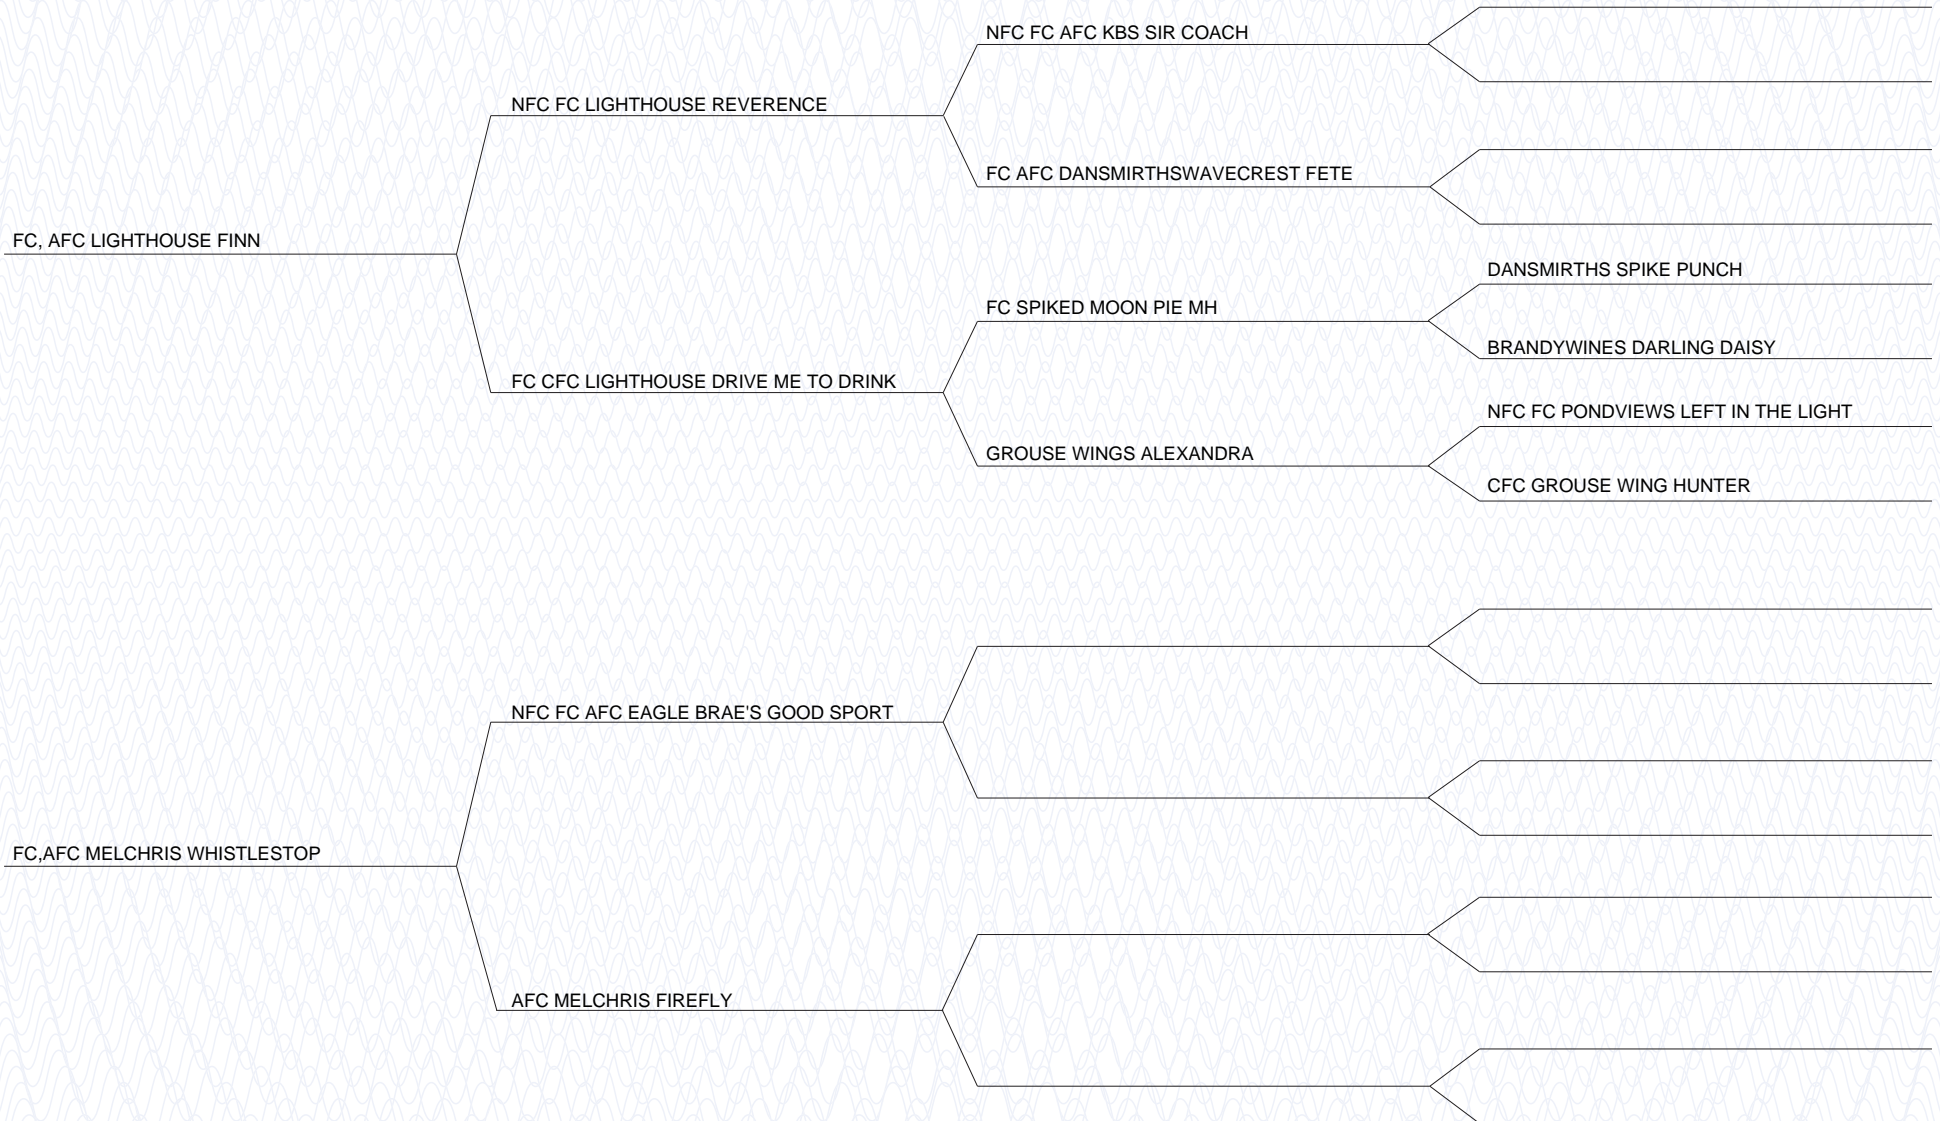 NFC FC AFC KBS SIR COACH
NFC FC LIGHTHOUSE REVERENCE
FC AFC DANSMIRTHSWAVECREST FETE
FC, AFC LIGHTHOUSE FINN
DANSMIRTHS SPIKE PUNCH
FC SPIKED MOON PIE MH
BRANDYWINES DARLING DAISY
FC CFC LIGHTHOUSE DRIVE ME TO DRINK
NFC FC PONDVIEWS LEFT IN THE LIGHT
GROUSE WINGS ALEXANDRA
CFC GROUSE WING HUNTER
NFC FC AFC EAGLE BRAE'S GOOD SPORT
FC,AFC MELCHRIS WHISTLESTOP
AFC MELCHRIS FIREFLY